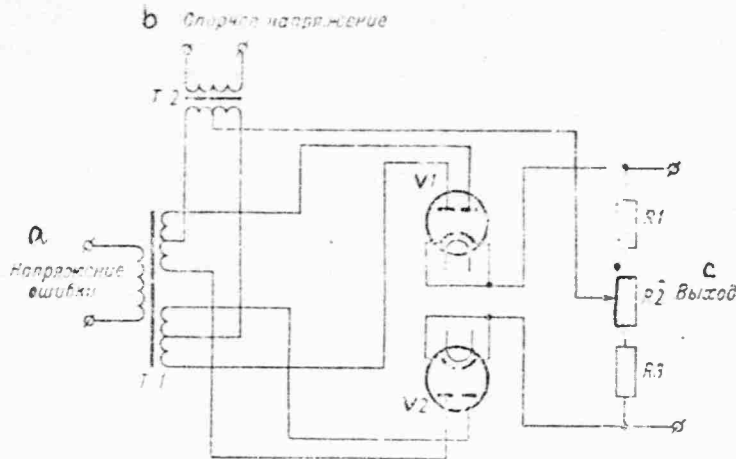 b Опорное напряжение
T 2
V1
R1
a
Напряжение
ошибки
R2
c
Выход
T 1
V2
R3